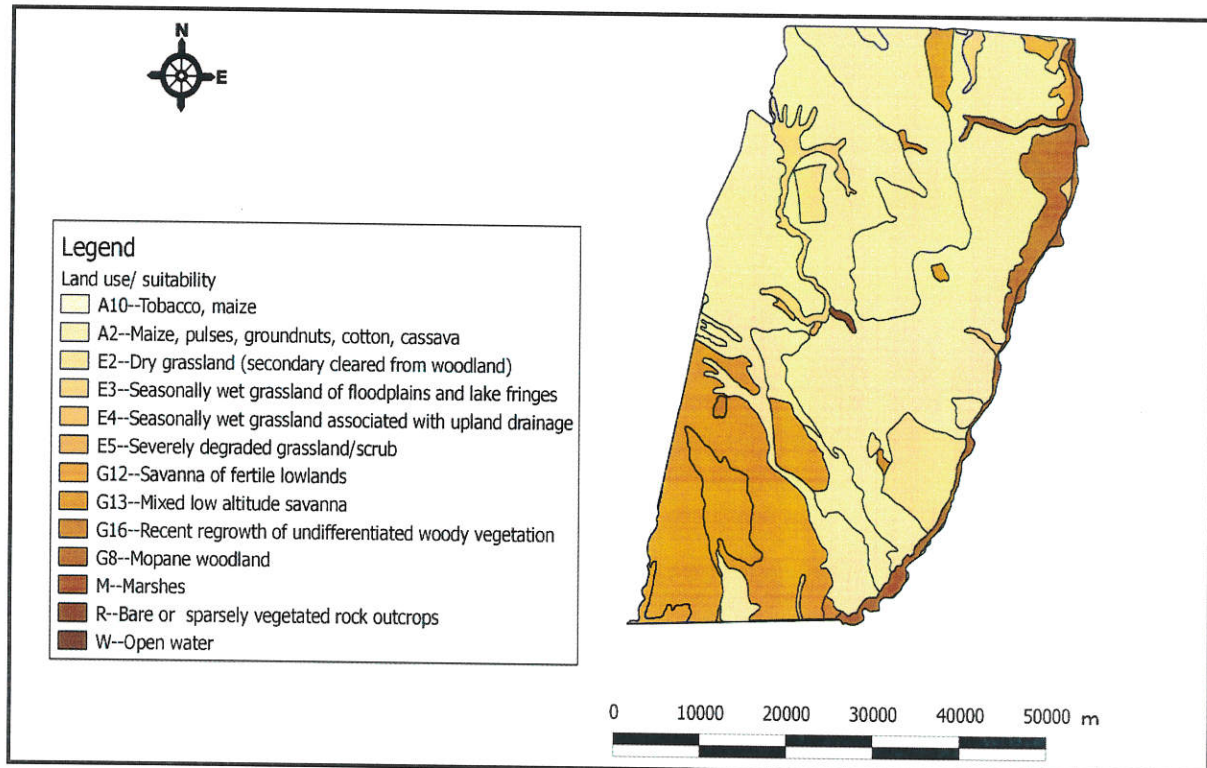 N
E
Legend
Land use/ suitability
A10--Tobacco, maize
A2--Maize, pulses, groundnuts, cotton, cassava
E2--Dry grassland (secondary cleared from woodland)
E3--Seasonally wet grassland of floodplains and lake fringes
E4--Seasonally wet grassland associated with upland drainage
E5--Severely degraded grassland/scrub
G12--Savanna of fertile lowlands
G13--Mixed low altitude savanna
G16--Recent regrowth of undifferentiated woody vegetation
G8--Mopane woodland
M--Marshes
R--Bare or sparsely vegetated rock outcrops
W--Open water
0 10000 20000 30000 40000 50000 m